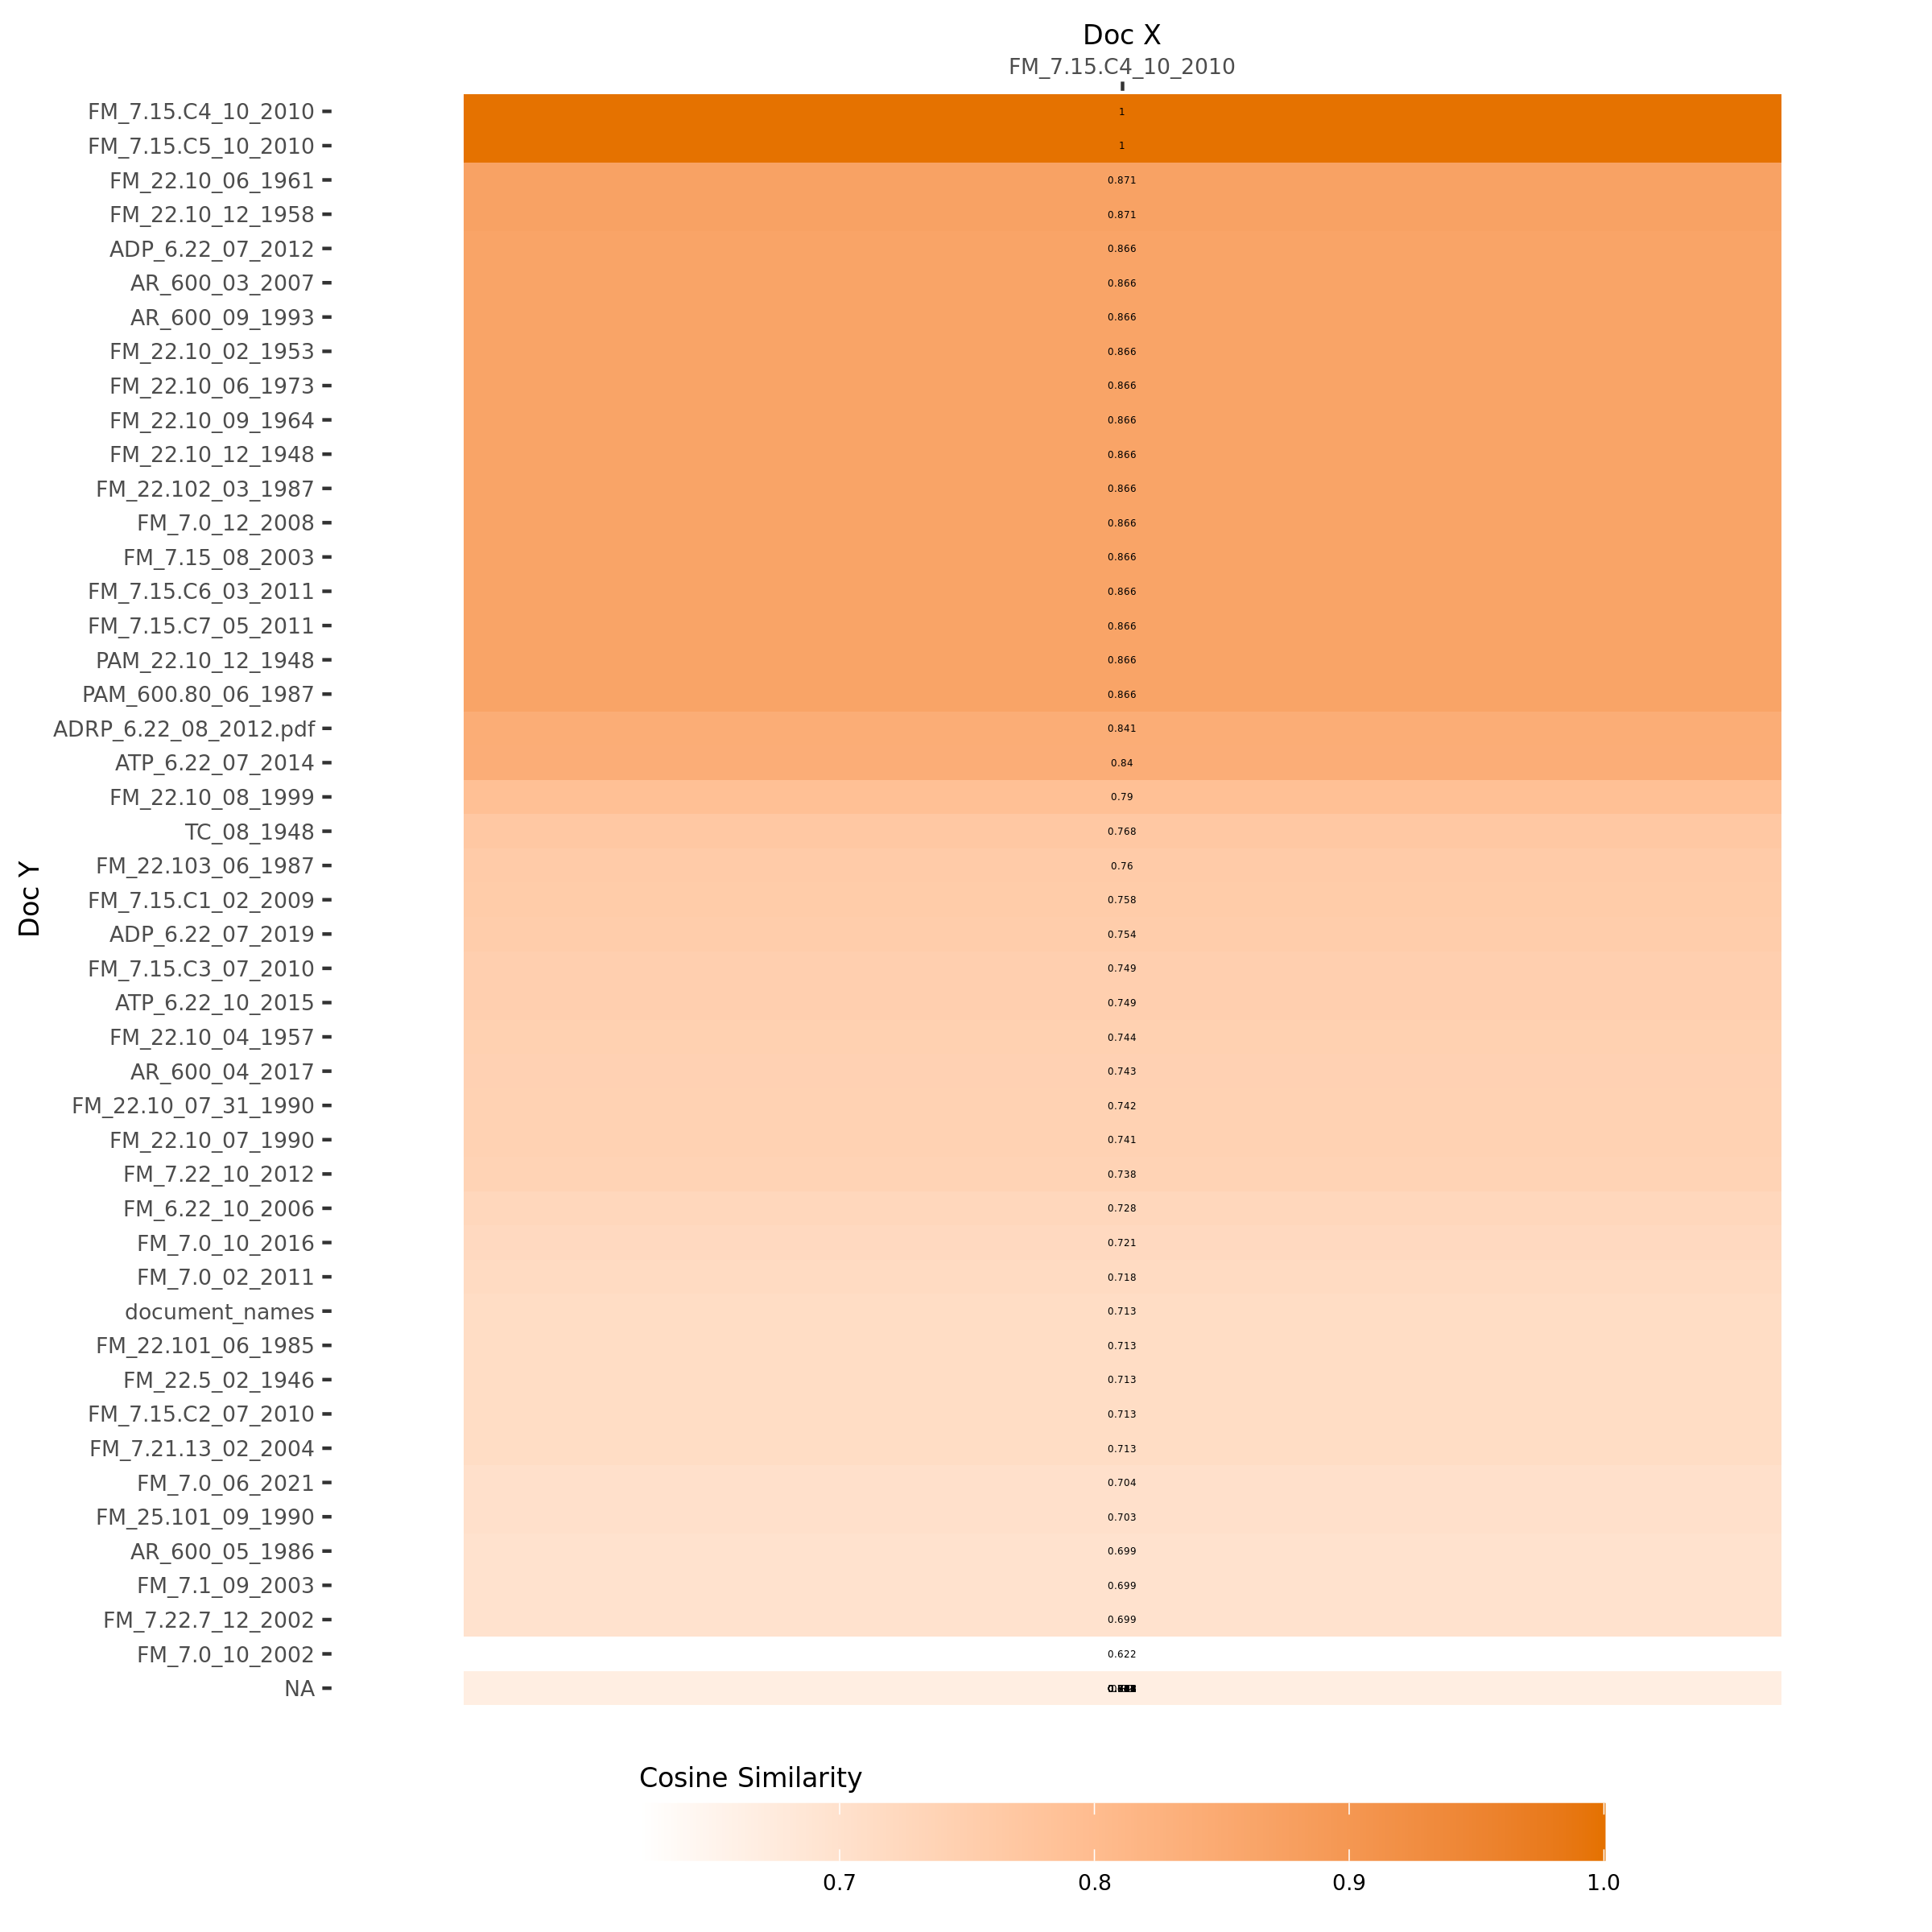 Doc X
FM_7.15.C4_10_2010
FM_7.15.C4_10_2010 1
FM_7.15.C5_10_2010 1
FM_22.10_06_1961 0.871
FM_22.10_12_1958 0.871
ADP_6.22_07_2012 0.866
AR_600_03_2007 0.866
AR_600_09_1993 0.866
FM_22.10_02_1953 0.866
FM_22.10_06_1973 0.866
FM_22.10_09_1964 0.866
FM_22.10_12_1948 0.866
FM_22.102_03_1987 0.866
FM_7.0_12_2008 0.866
FM_7.15_08_2003 0.866
FM_7.15.C6_03_2011 0.866
FM_7.15.C7_05_2011 0.866
PAM_22.10_12_1948 0.866
PAM_600.80_06_1987 0.866
ADRP_6.22_08_2012.pdf 0.841
ATP_6.22_07_2014 0.84
FM_22.10_08_1999 0.79
TC_08_1948 0.768
FM_22.103_06_1987 0.76
FM_7.15.C1_02_2009 0.758
Doc Y
ADP_6.22_07_2019 0.754
FM_7.15.C3_07_2010 0.749
ATP_6.22_10_2015 0.749
FM_22.10_04_1957 0.744
AR_600_04_2017 0.743
FM_22.10_07_31_1990 0.742
FM_22.10_07_1990 0.741
FM_7.22_10_2012 0.738
FM_6.22_10_2006 0.728
FM_7.0_10_2016 0.721
FM_7.0_02_2011 0.718
document_names 0.713
FM_22.101_06_1985 0.713
FM_22.5_02_1946 0.713
FM_7.15.C2_07_2010 0.713
FM_7.21.13_02_2004 0.713
FM_7.0_06_2021 0.704
FM_25.101_09_1990 0.703
AR_600_05_1986 0.699
FM_7.1_09_2003 0.699
FM_7.22.7_12_2002 0.699
FM_7.0_10_2002 0.622
NA
Cosine Similarity
0.7 0.8 0.9 1.0